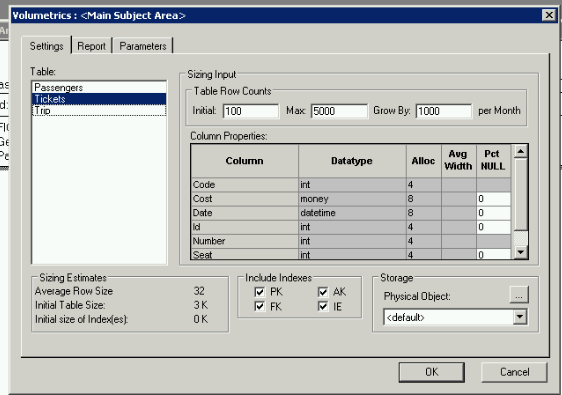 Volumetrics : <Main Subject Area>
Settings Report Parameters
Table:
Passengers
Tickets
Trip
Sizing Input
Table Row Counts
Initial: 100 Max: 5000 Grow By: 1000 per Month
Column Properties:
Column Datatype Alloc Avg Width Pct NULL
Code int 4
Cost money 8 0
Date datetime 8 0
Id int 4 0
Number int 4
Seat int 4 0
Sizing Estimates
Average Row Size 32
Initial Table Size: 3 K
Initial size of Index(es): 0 K
Include Indexes
PK AK
FK IE
Storage
Physical Object: ...
<default>
OK Cancel